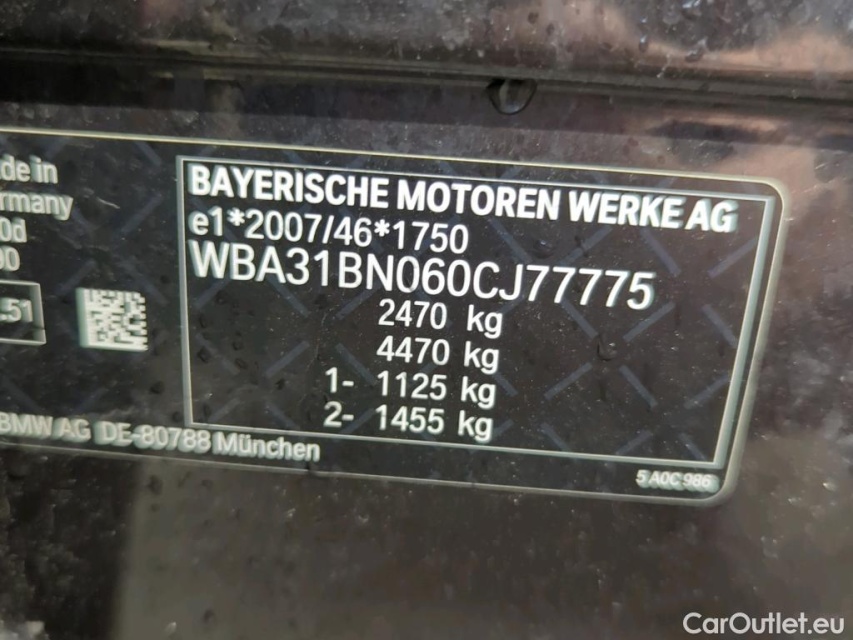 de in
rmany
0d
00
.51
BAYERISCHE MOTOREN WERKE AG
e1*2007/46*1750
WBA31BN060CJ77775
2470 kg
4470 kg
1- 1125 kg
2- 1455 kg
BMW AG DE-80788 München
5 A0C 986
CarOutlet.eu